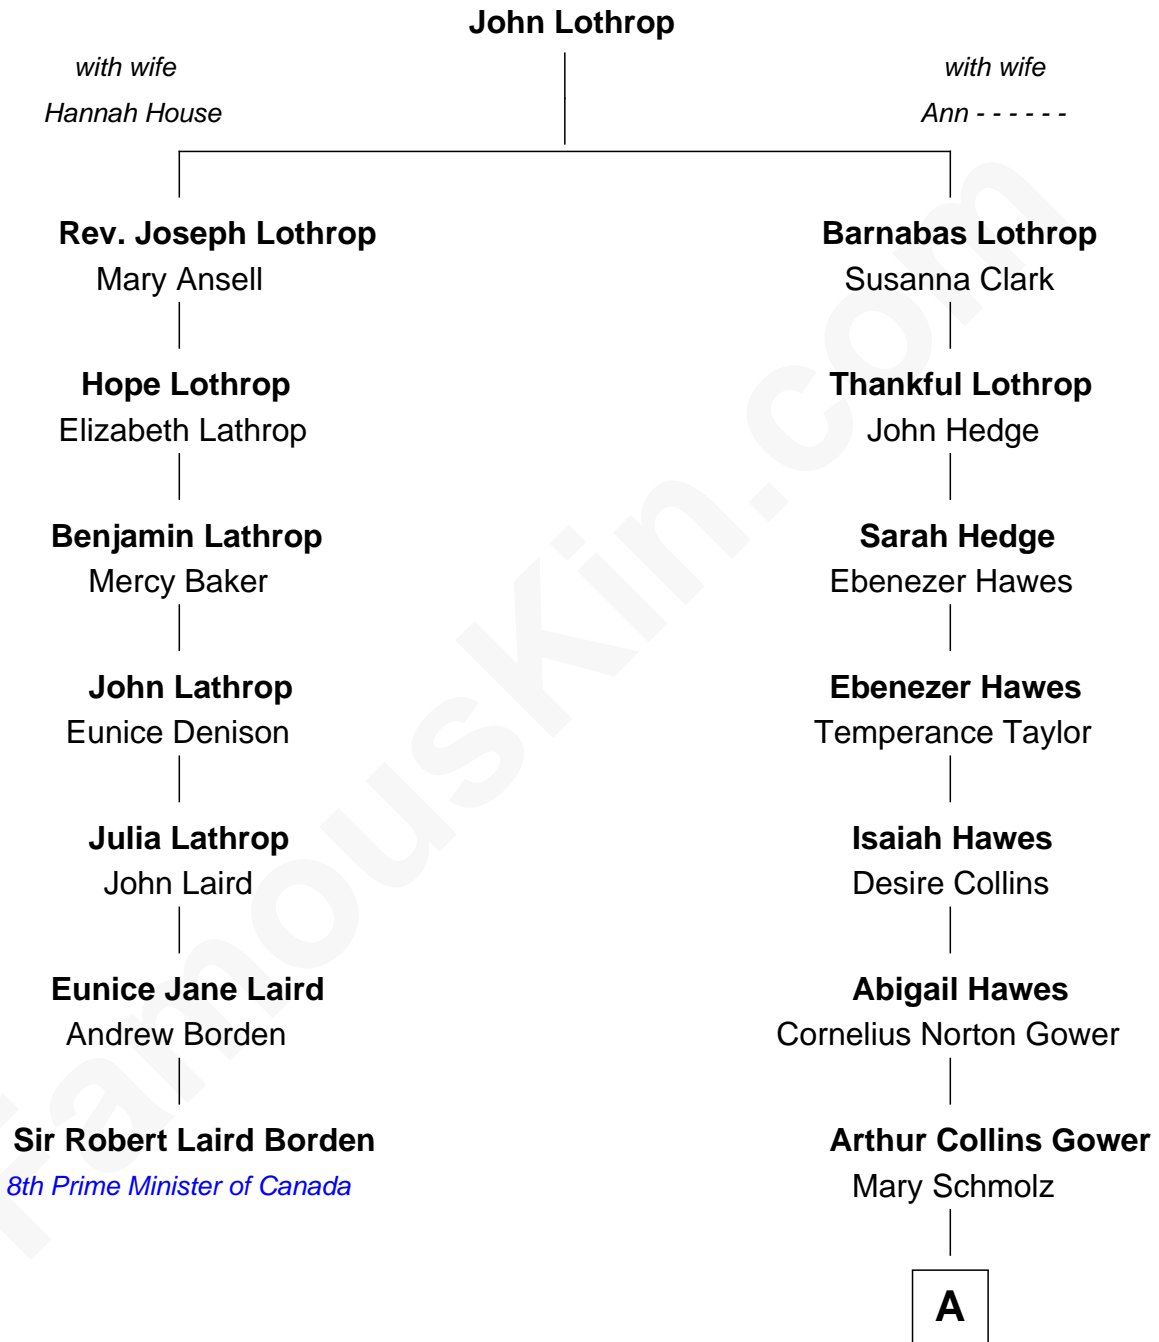 John Lothrop
with wife
Hannah House
with wife
Ann - - - - - -
Rev. Joseph Lothrop
Mary Ansell
Barnabas Lothrop
Susanna Clark
Hope Lothrop
Elizabeth Lathrop
Thankful Lothrop
John Hedge
Benjamin Lathrop
Mercy Baker
Sarah Hedge
Ebenezer Hawes
John Lathrop
Eunice Denison
Ebenezer Hawes
Temperance Taylor
Julia Lathrop
John Laird
Isaiah Hawes
Desire Collins
Eunice Jane Laird
Andrew Borden
Abigail Hawes
Cornelius Norton Gower
Sir Robert Laird Borden
8th Prime Minister of Canada
Arthur Collins Gower
Mary Schmolz
A
FamousKin.com